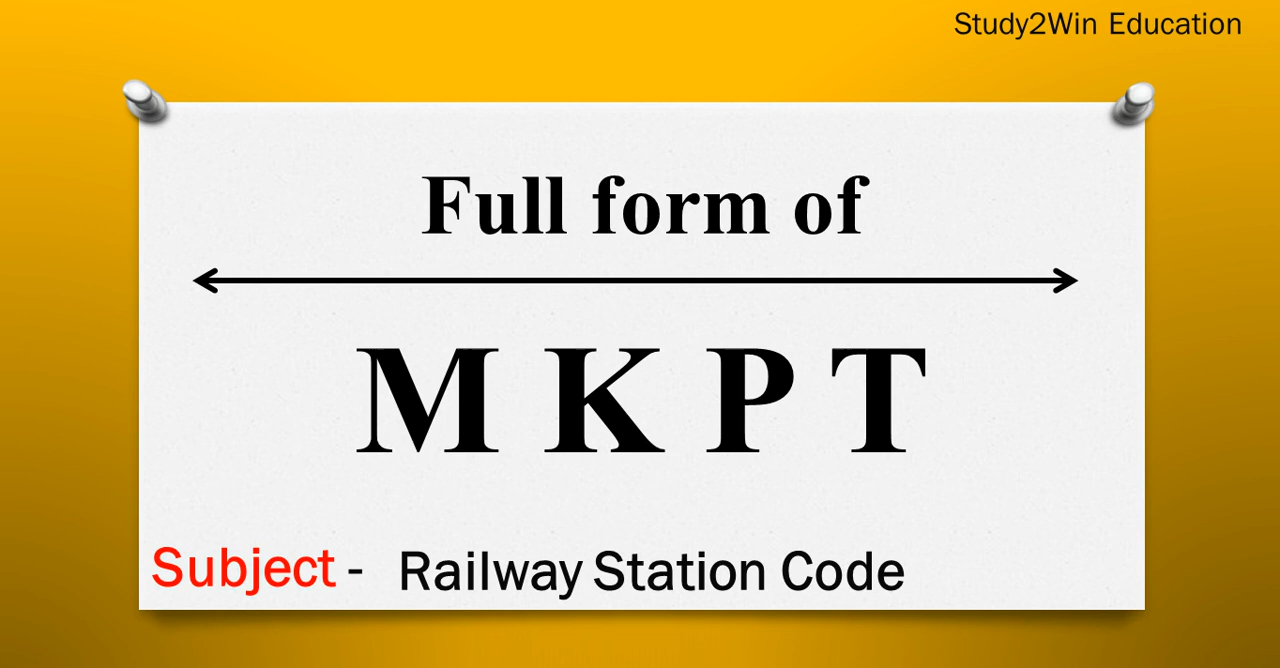 Study2Win Education
Full form of
M K P T
Subject - Railway Station Code